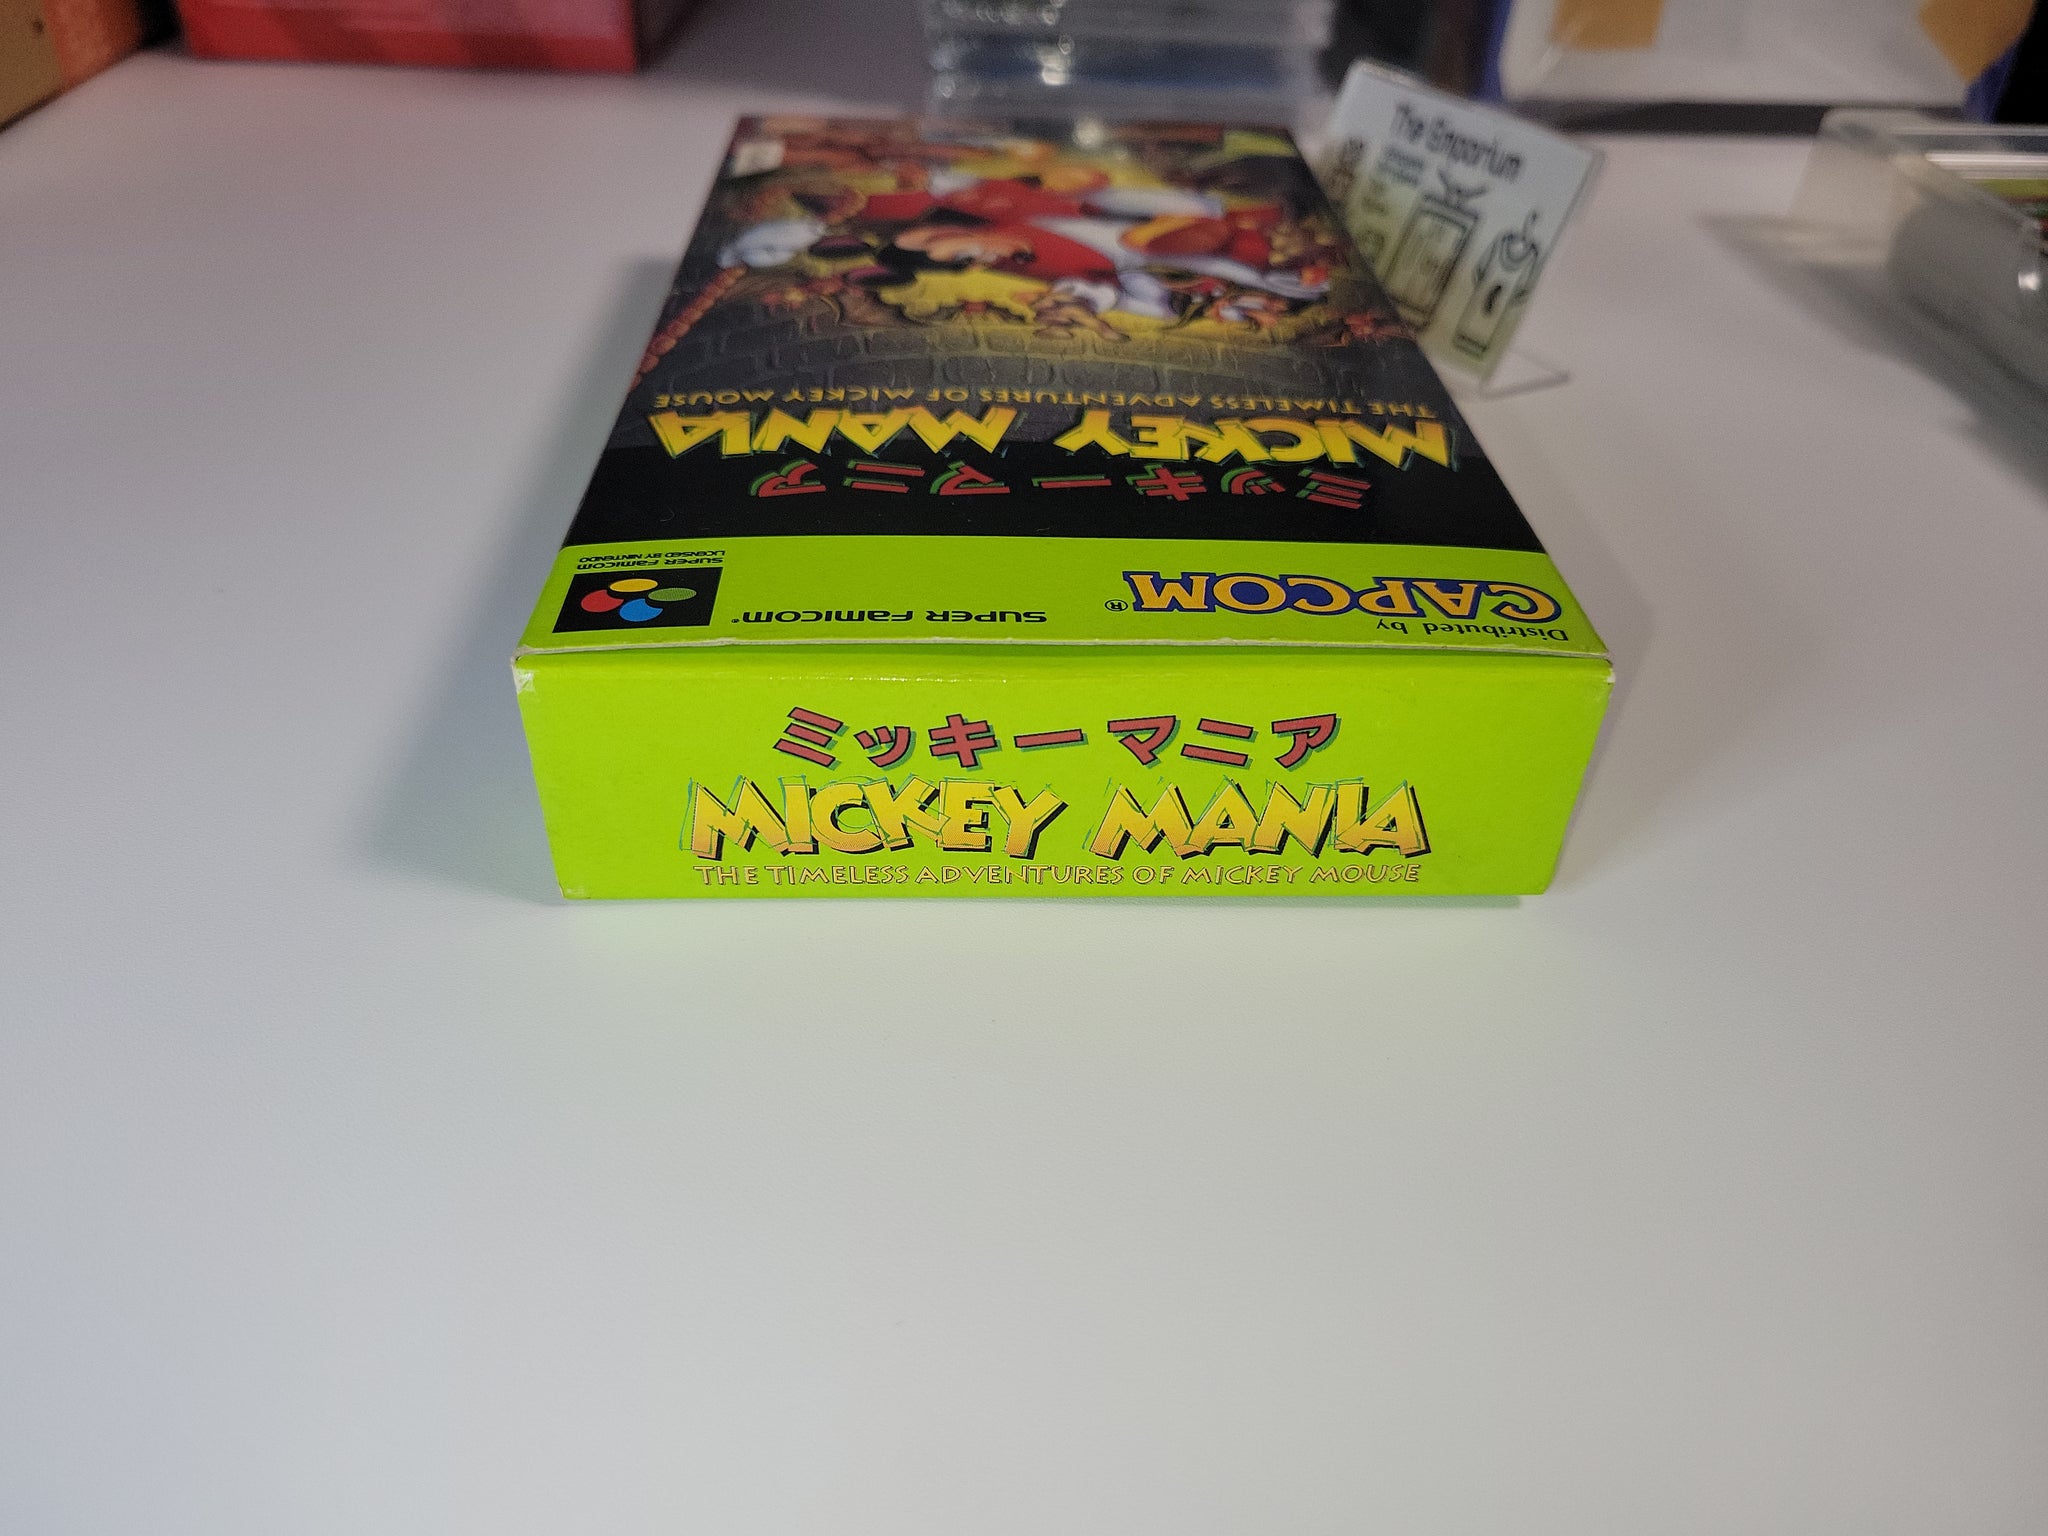 The Emporium
THE TIMELESS ADVENTURES OF MICKEY MOUSE
MICKEY MANIA
ミッキーマニア
SUPER FAMICOM
LICENSED BY NINTENDO
SUPER FAMICOM
Distributed by
CAPCOM®
ミッキーマニア
MICKEY MANIA
THE TIMELESS ADVENTURES OF MICKEY MOUSE